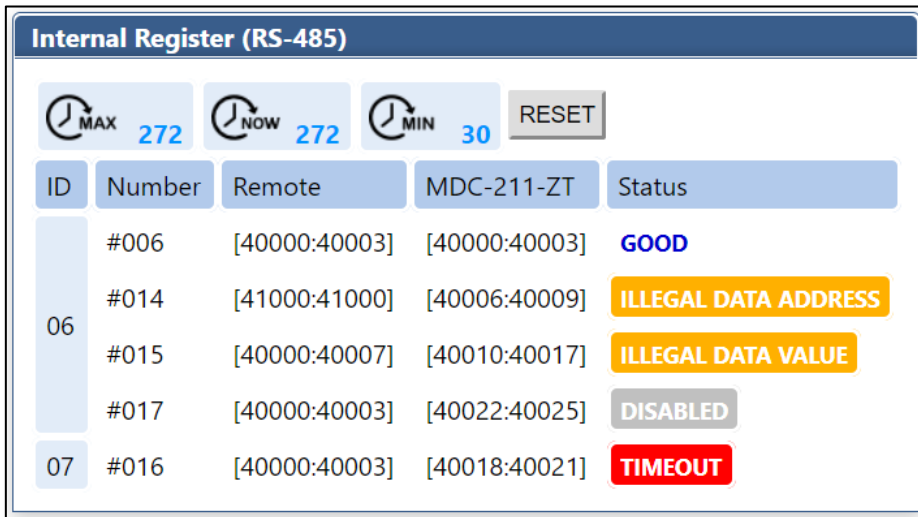 Internal Register (RS-485)
MAX 272 NOW 272 MIN 30 RESET
ID Number Remote MDC-211-ZT Status
06
#006 [40000:40003] [40000:40003] GOOD
#014 [41000:41000] [40006:40009] ILLEGAL DATA ADDRESS
#015 [40000:40007] [40010:40017] ILLEGAL DATA VALUE
#017 [40000:40003] [40022:40025] DISABLED
07 #016 [40000:40003] [40018:40021] TIMEOUT